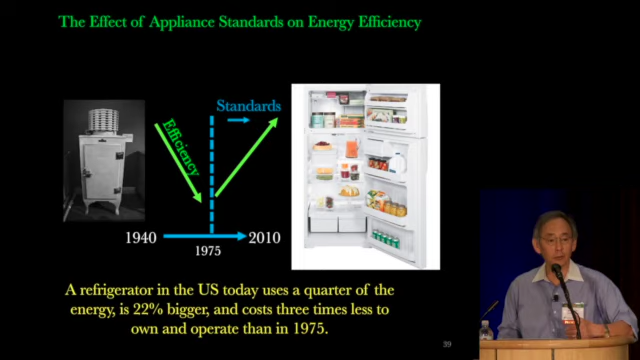 The Effect of Appliance Standards on Energy Efficiency
Standards
Efficiency
1940
1975
2010
A refrigerator in the US today uses a quarter of the
energy, is 22% bigger, and costs three times less to
own and operate than in 1975.
39